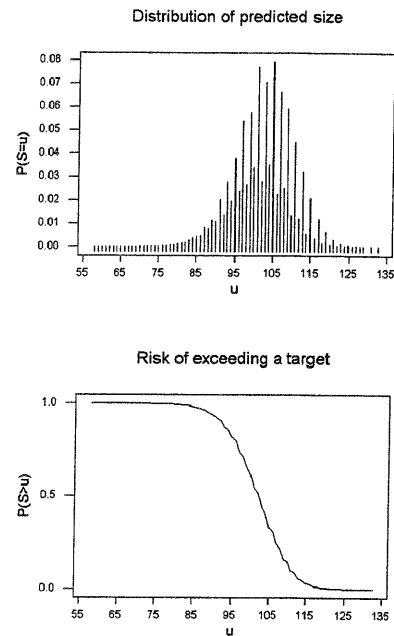 Distribution of predicted size
0.08
0.07
0.06
0.05
0.04
0.03
0.02
0.01
0.00
P(S=u)
55 65 75 85 95 105 115 125 135
u
Risk of exceeding a target
1.0
0.5
0.0
P(S>u)
55 65 75 85 95 105 115 125 135
u